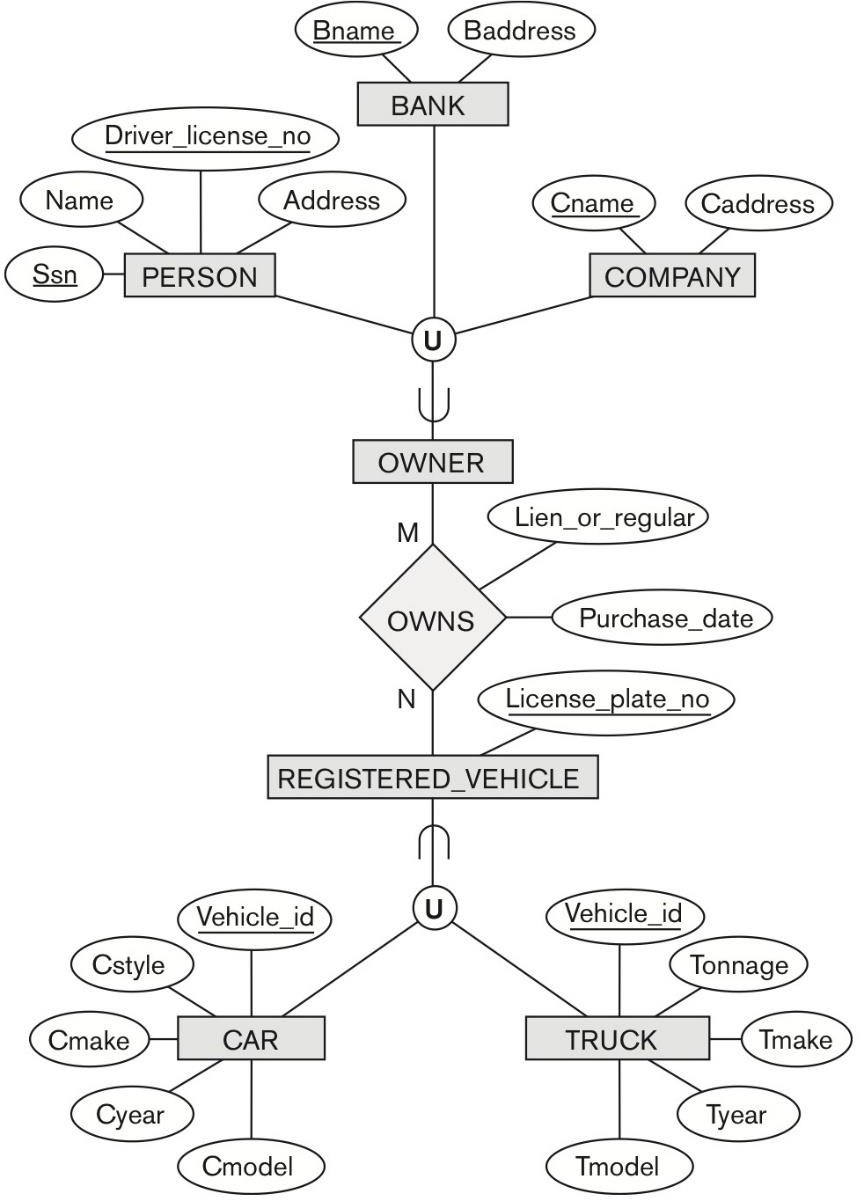 Bname
Baddress
BANK
Driver_license_no
Name
Address
Cname
Caddress
Ssn
PERSON
COMPANY
U
OWNER
M
Lien_or_regular
OWNS
Purchase_date
N
License_plate_no
REGISTERED_VEHICLE
U
Vehicle_id
Vehicle_id
Cstyle
Tonnage
Cmake
CAR
TRUCK
Tmake
Cyear
Tyear
Cmodel
Tmodel